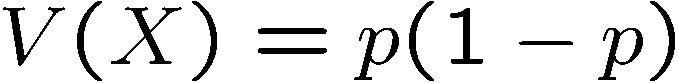 V(X) = p(1 − p)